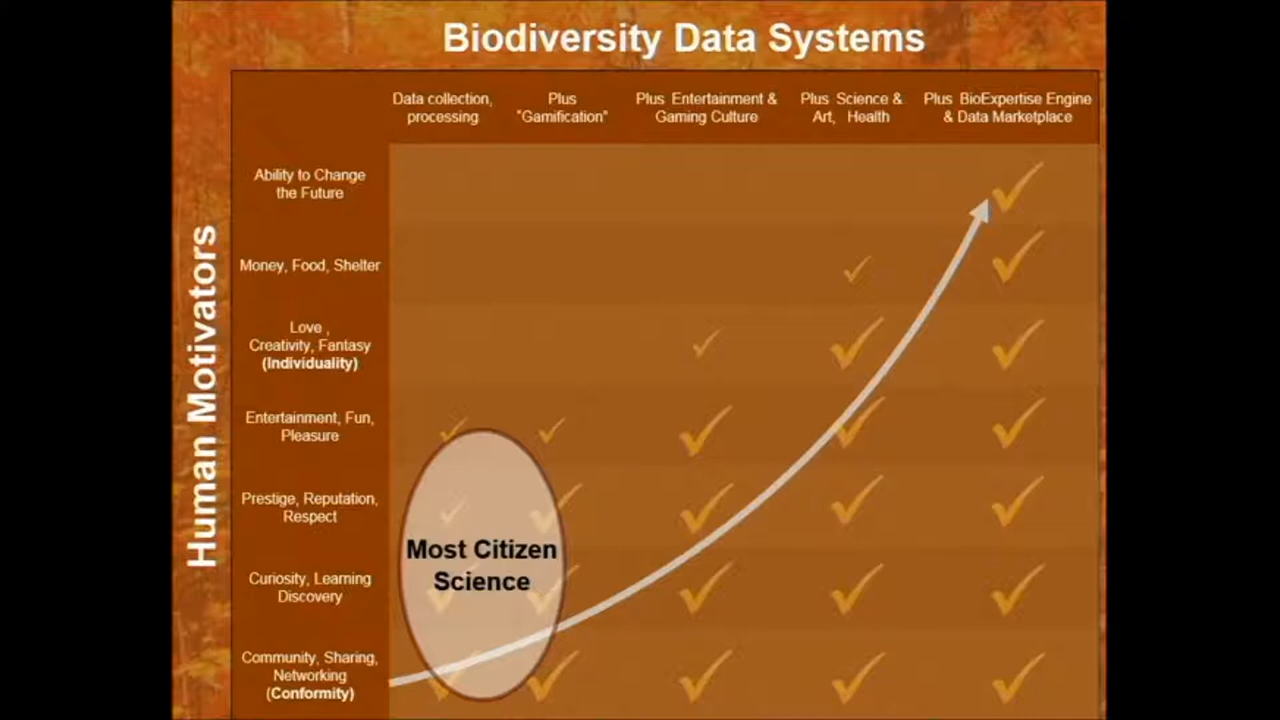 Biodiversity Data Systems
Data collection,
processing
Plus
"Gamification"
Plus Entertainment &
Gaming Culture
Plus Science &
Art, Health
Plus BioExpertise Engine
& Data Marketplace
Human Motivators
Ability to Change
the Future
Money, Food, Shelter
Love ,
Creativity, Fantasy
(Individuality)
Entertainment, Fun,
Pleasure
Prestige, Reputation,
Respect
Curiosity, Learning
Discovery
Community, Sharing,
Networking
(Conformity)
Most Citizen
Science